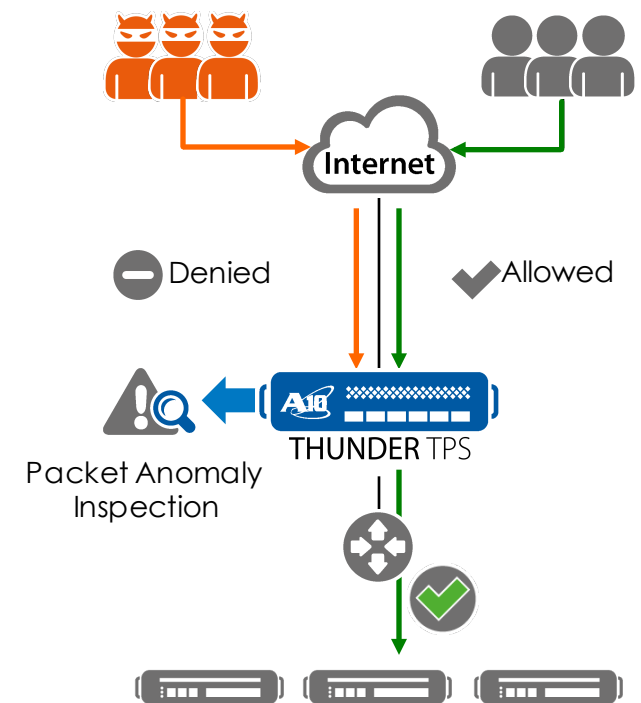 Internet
Denied
Allowed
A10
THUNDER TPS
Packet Anomaly
Inspection